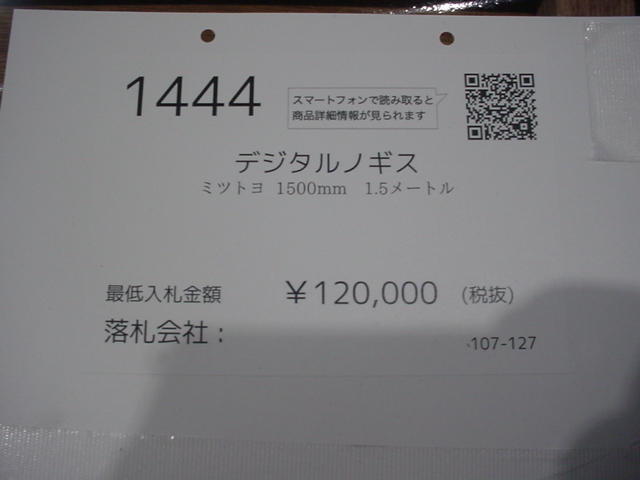 1444
スマートフォンで読み取ると
商品詳細情報が見られます
デジタルノギス
ミツトヨ 1500mm 1.5メートル
最低入札金額 ￥120,000 (税抜)
落札会社：
107-127